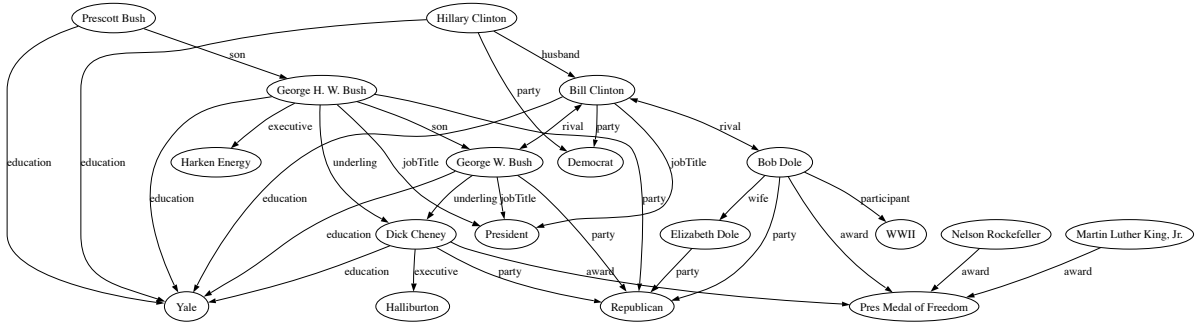 Prescott Bush
Hillary Clinton
son
husband
George H. W. Bush
party
Bill Clinton
executive
son
rival
party
rival
education
education
Harken Energy
underling
jobTitle
George W. Bush
Democrat
jobTitle
Bob Dole
education
education
underling
jobTitle
party
wife
participant
education
Dick Cheney
President
party
Elizabeth Dole
party
award
WWII
Nelson Rockefeller
Martin Luther King, Jr.
education
executive
party
award
party
award
award
Yale
Halliburton
Republican
Pres Medal of Freedom